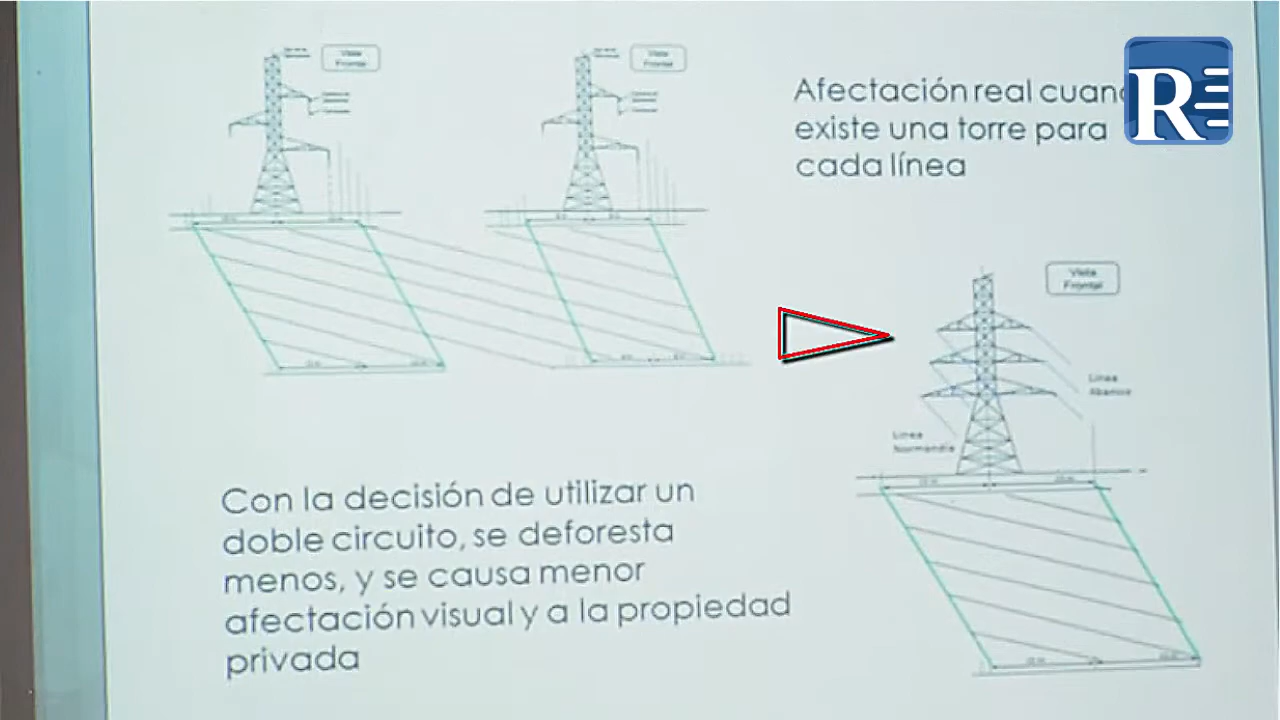 Vista
Frontal
Vista
Frontal
Afectación real cuan
existe una torre para
cada línea
R
Vista
Frontal
Línea
Abanico
Línea
Normandía
Con la decisión de utilizar un
doble circuito, se deforesta
menos, y se causa menor
afectación visual y a la propiedad
privada